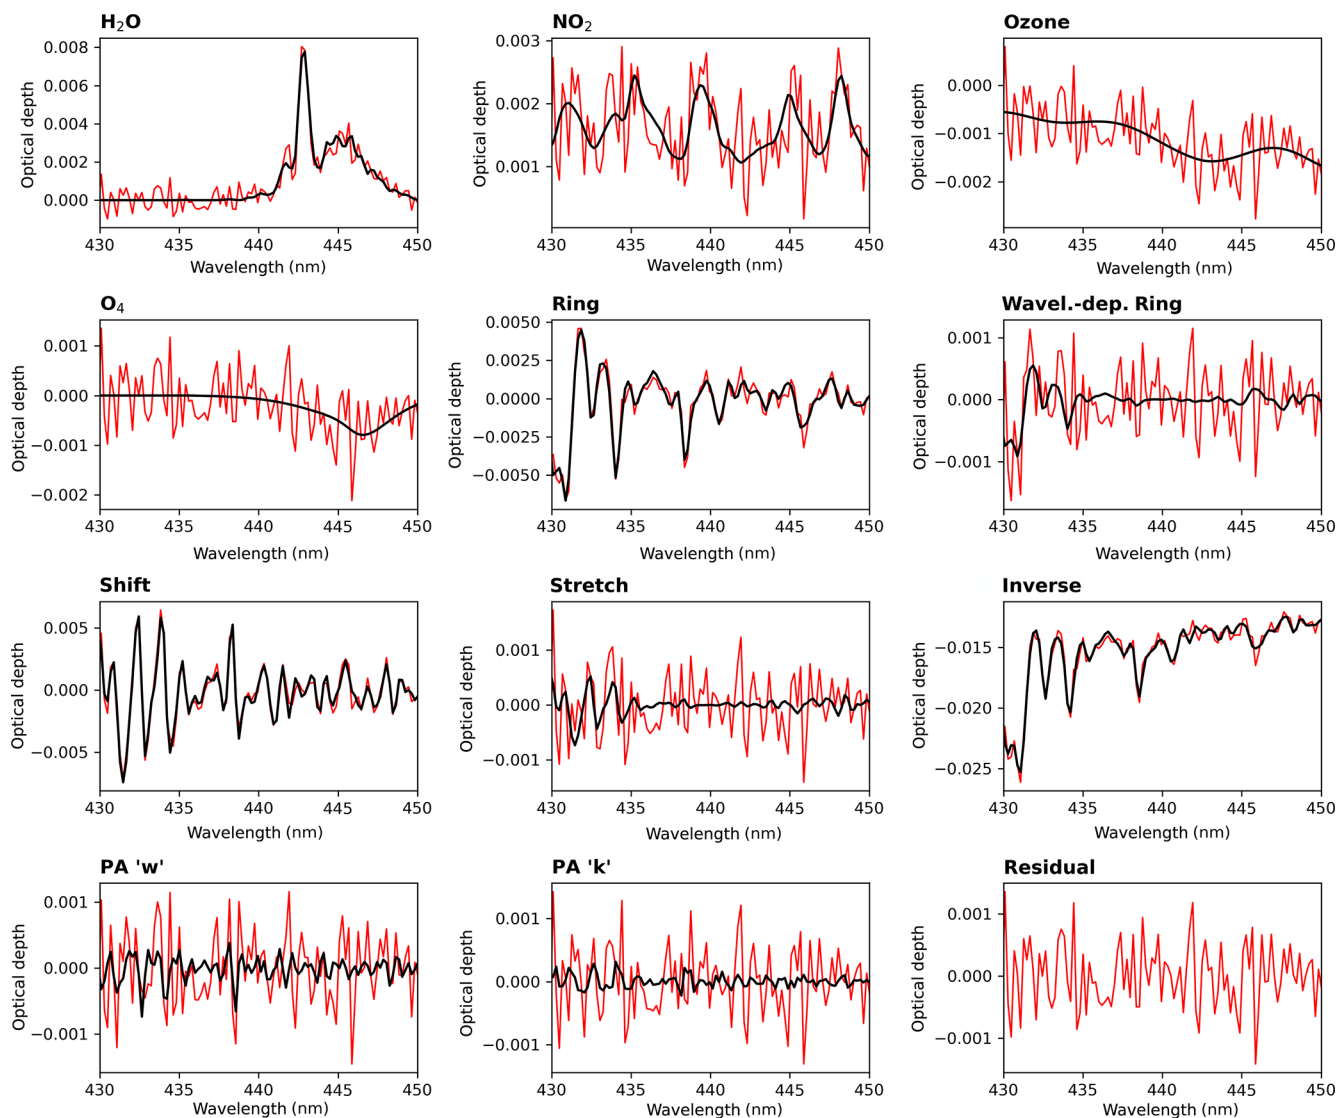 H₂O
0.008
0.006
0.004
0.002
0.000
Optical depth
430 435 440 445 450
Wavelength (nm)
NO₂
0.003
0.002
0.001
Optical depth
430 435 440 445 450
Wavelength (nm)
Ozone
0.000
−0.001
−0.002
Optical depth
430 435 440 445 450
Wavelength (nm)
O₄
0.001
0.000
−0.001
−0.002
Optical depth
430 435 440 445 450
Wavelength (nm)
Ring
0.0050
0.0025
0.0000
−0.0025
−0.0050
Optical depth
430 435 440 445 450
Wavelength (nm)
Wavel.-dep. Ring
0.001
0.000
−0.001
Optical depth
430 435 440 445 450
Wavelength (nm)
Shift
0.005
0.000
−0.005
Optical depth
430 435 440 445 450
Wavelength (nm)
Stretch
0.001
0.000
−0.001
Optical depth
430 435 440 445 450
Wavelength (nm)
Inverse
−0.015
−0.020
−0.025
Optical depth
430 435 440 445 450
Wavelength (nm)
PA 'w'
0.001
0.000
−0.001
Optical depth
430 435 440 445 450
Wavelength (nm)
PA 'k'
0.001
0.000
−0.001
Optical depth
430 435 440 445 450
Wavelength (nm)
Residual
0.001
0.000
−0.001
Optical depth
430 435 440 445 450
Wavelength (nm)